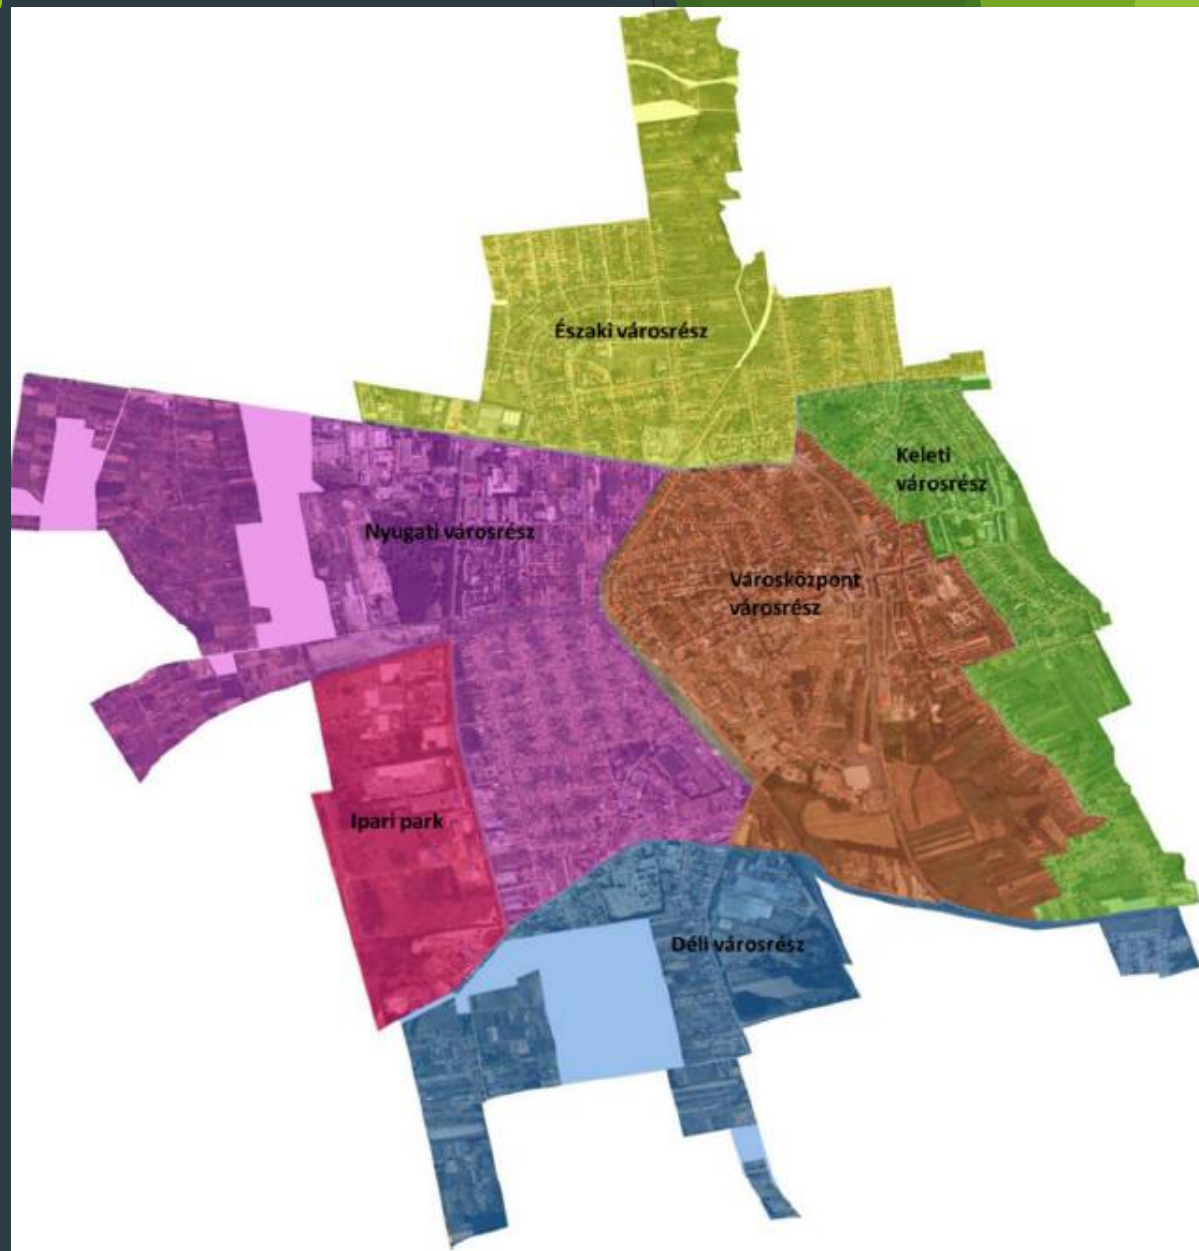 Északi városrész
Keleti
városrész
Nyugati városrész
Városközpont
városrész
Ipari park
Déli városrész